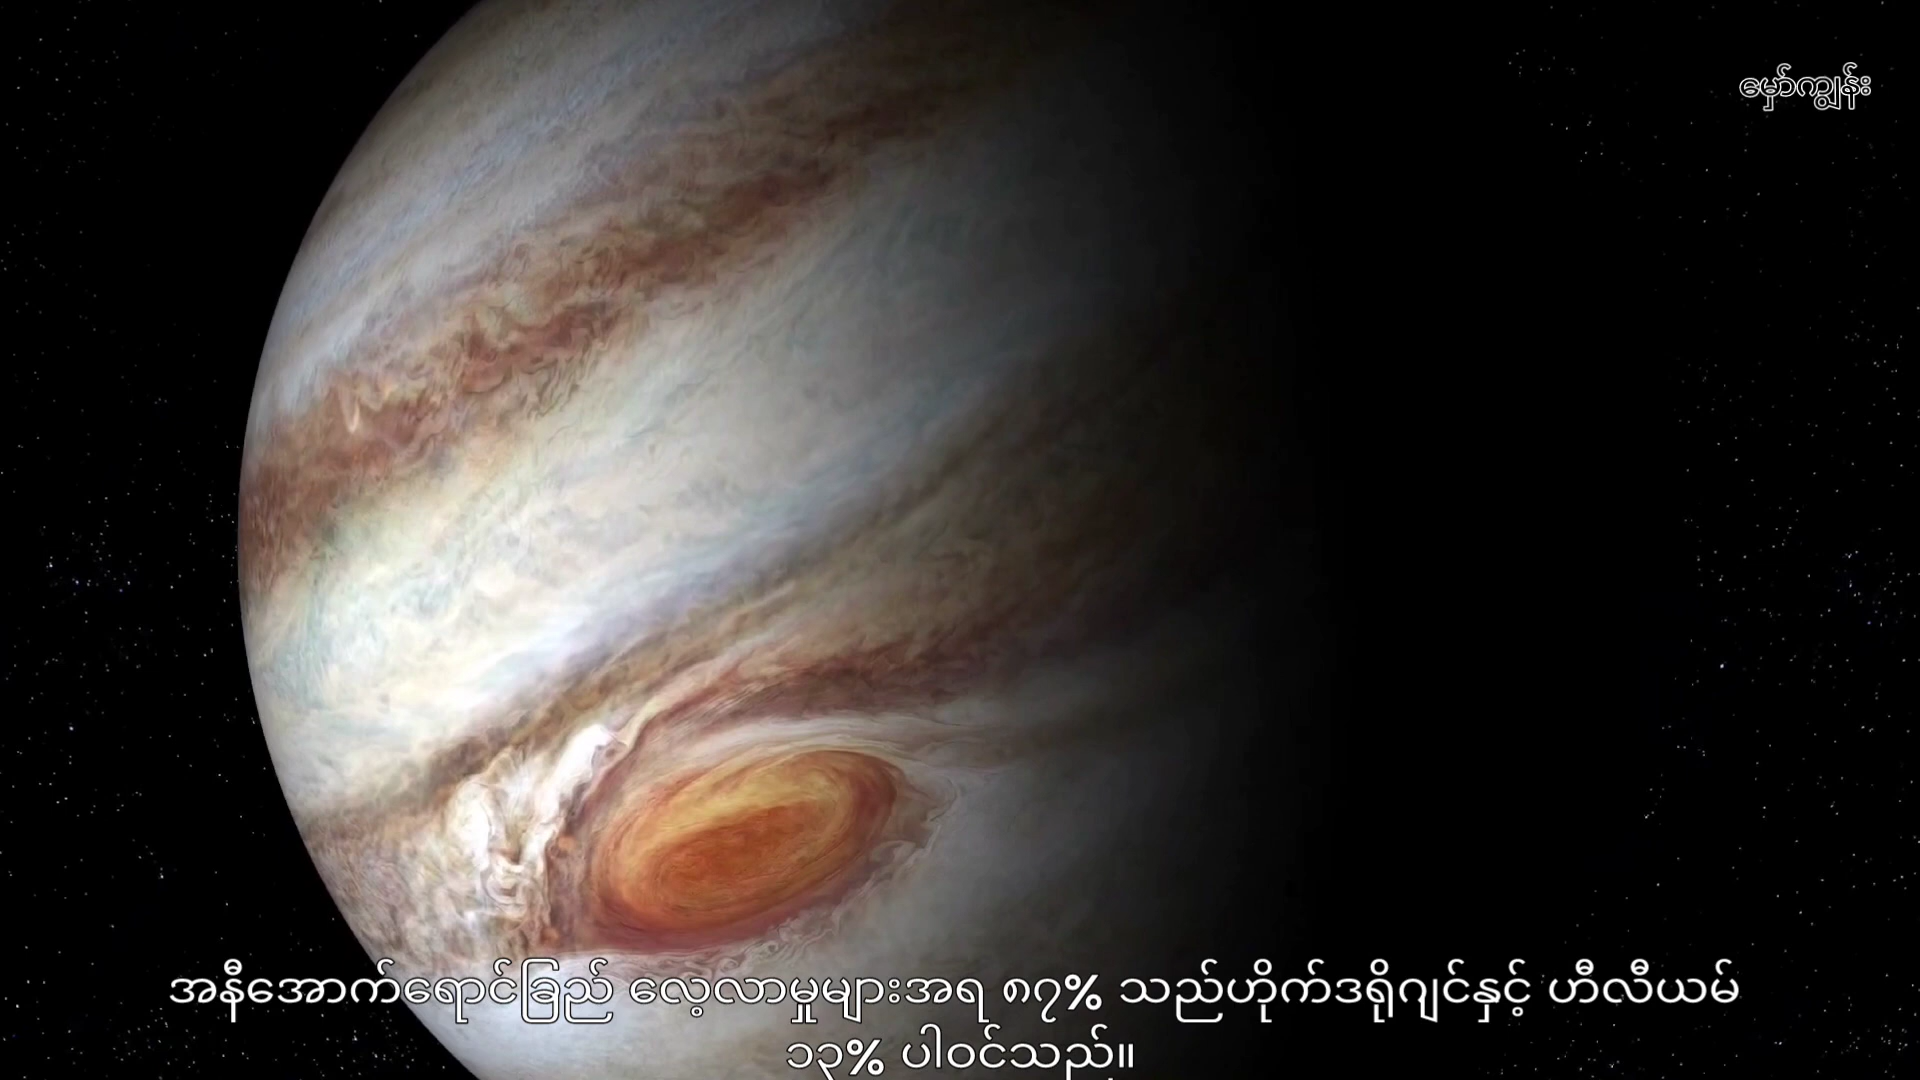 မှော်ကျွန်း
အနီအောက်ရောင်ခြည် လေ့လာမှုများအရ ၈၇% သည်ဟိုက်ဒရိုဂျင်နှင့် ဟီလီယမ်
၁၃% ပါဝင်သည်။